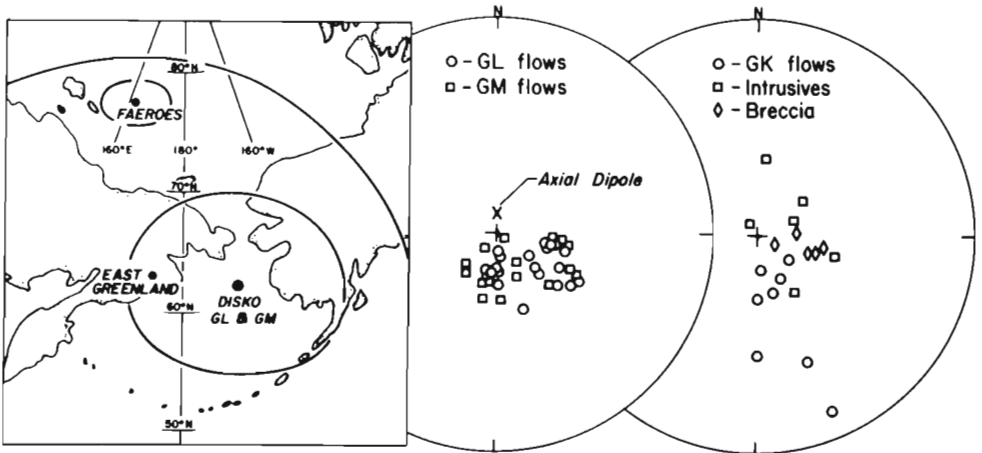 80°N
FAEROES
160°E
180°
160°W
70°N
EAST
GREENLAND
DISKO
GL & GM
60°N
50°N
N
O - GL flows
□ - GM flows
Axial Dipole
X
N
O - GK flows
□ - Intrusives
◇ - Breccia